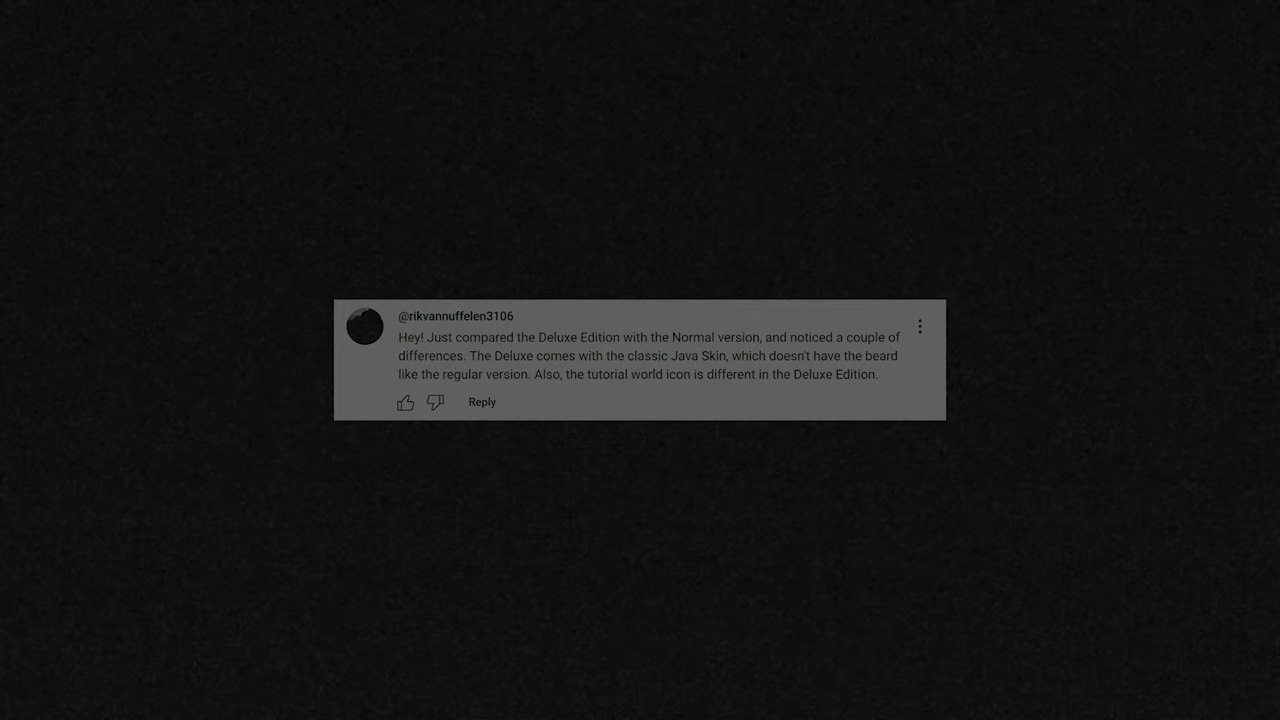 @rikvannuffelen3106
Hey! Just compared the Deluxe Edition with the Normal version, and noticed a couple of
differences. The Deluxe comes with the classic Java Skin, which doesn't have the beard
like the regular version. Also, the tutorial world icon is different in the Deluxe Edition.
Reply